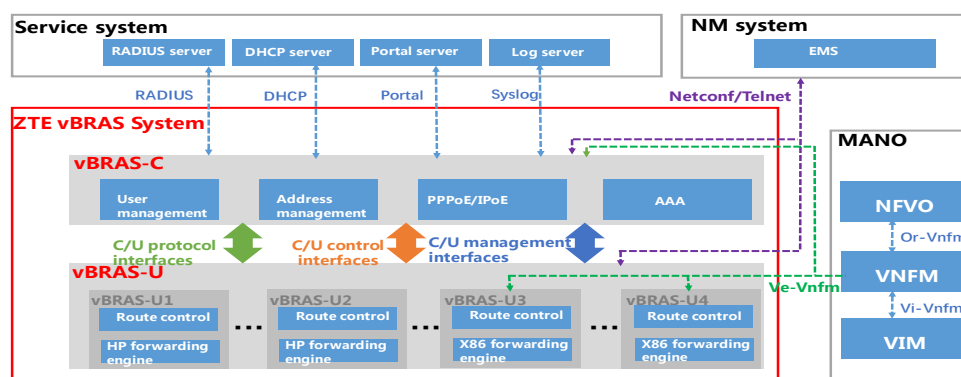 Service system
RADIUS server
DHCP server
Portal server
Log server
NM system
EMS
RADIUS
DHCP
Portal
Syslog
Netconf/Telnet
ZTE vBRAS System
vBRAS-C
User
management
Address
management
PPPoE/IPoE
AAA
C/U protocol
interfaces
C/U control
interfaces
C/U management
interfaces
vBRAS-U
vBRAS-U1
Route control
HP forwarding
engine
...
vBRAS-U2
Route control
HP forwarding
engine
...
vBRAS-U3
Route control
X86 forwarding
engine
...
vBRAS-U4
Route control
X86 forwarding
engine
MANO
NFVO
Or-Vnfm
VNFM
Ve-Vnfm
Vi-Vnfm
VIM